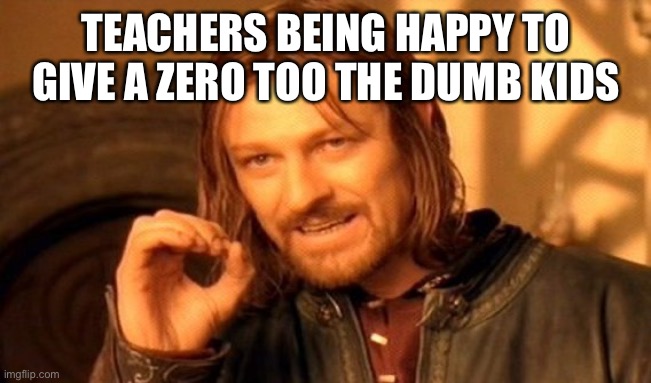 TEACHERS BEING HAPPY TO
GIVE A ZERO TOO THE DUMB KIDS
imgflip.com